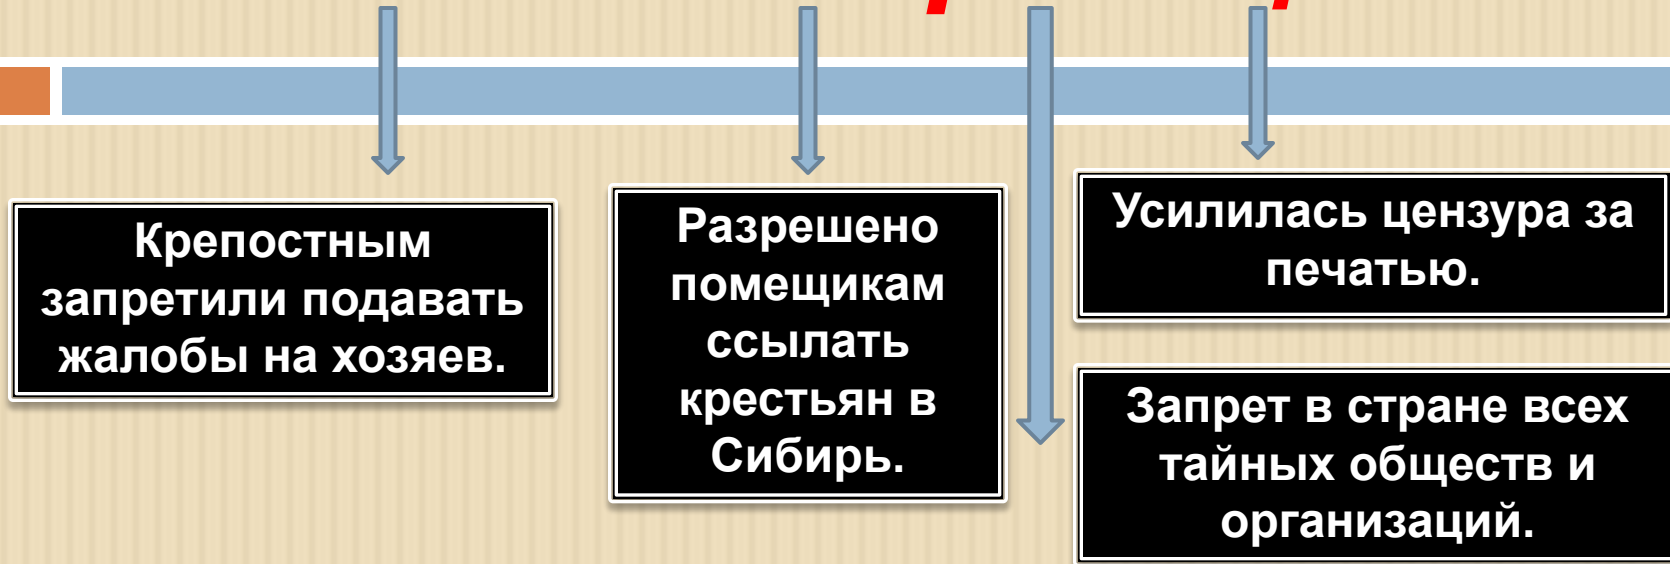 Крепостным
запретили подавать
жалобы на хозяев.
Разрешено
помещикам
ссылать
крестьян в
Сибирь.
Усилилась цензура за
печатью.
Запрет в стране всех
тайных обществ и
организаций.